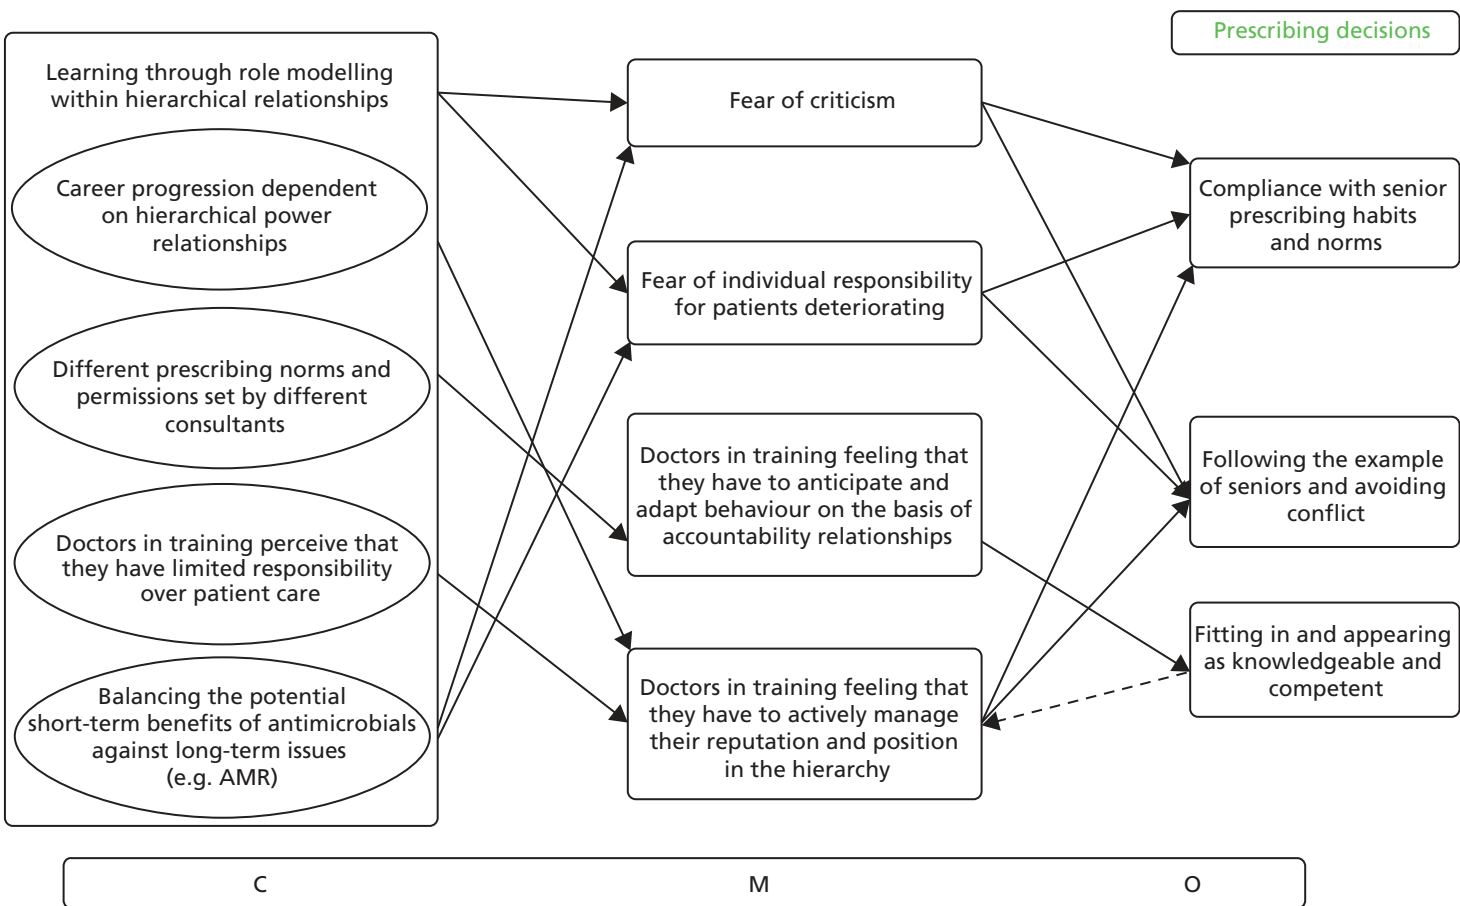 Prescribing decisions
Learning through role modelling
within hierarchical relationships
Career progression dependent
on hierarchical power
relationships
Different prescribing norms and
permissions set by different
consultants
Doctors in training perceive that
they have limited responsibility
over patient care
Balancing the potential
short-term benefits of antimicrobials
against long-term issues
(e.g. AMR)
Fear of criticism
Fear of individual responsibility
for patients deteriorating
Doctors in training feeling that
they have to anticipate and
adapt behaviour on the basis of
accountability relationships
Doctors in training feeling that
they have to actively manage
their reputation and position
in the hierarchy
Compliance with senior
prescribing habits
and norms
Following the example
of seniors and avoiding
conflict
Fitting in and appearing
as knowledgeable and
competent
C
M
O